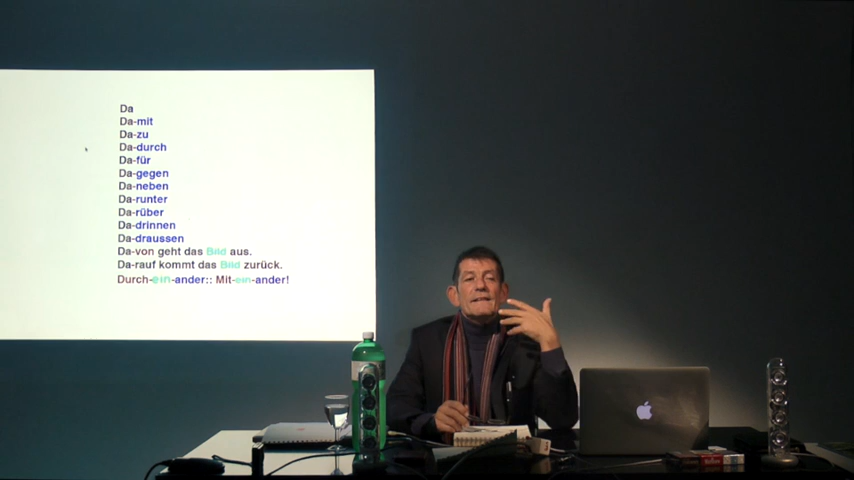 Da
Da-mit
Da-zu
Da-durch
Da-für
Da-gegen
Da-neben
Da-runter
Da-rüber
Da-drinnen
Da-draussen
Da-von geht das Bild aus.
Da-rauf kommt das Bild zurück.
Durch-ein-ander:: Mit-ein-ander!